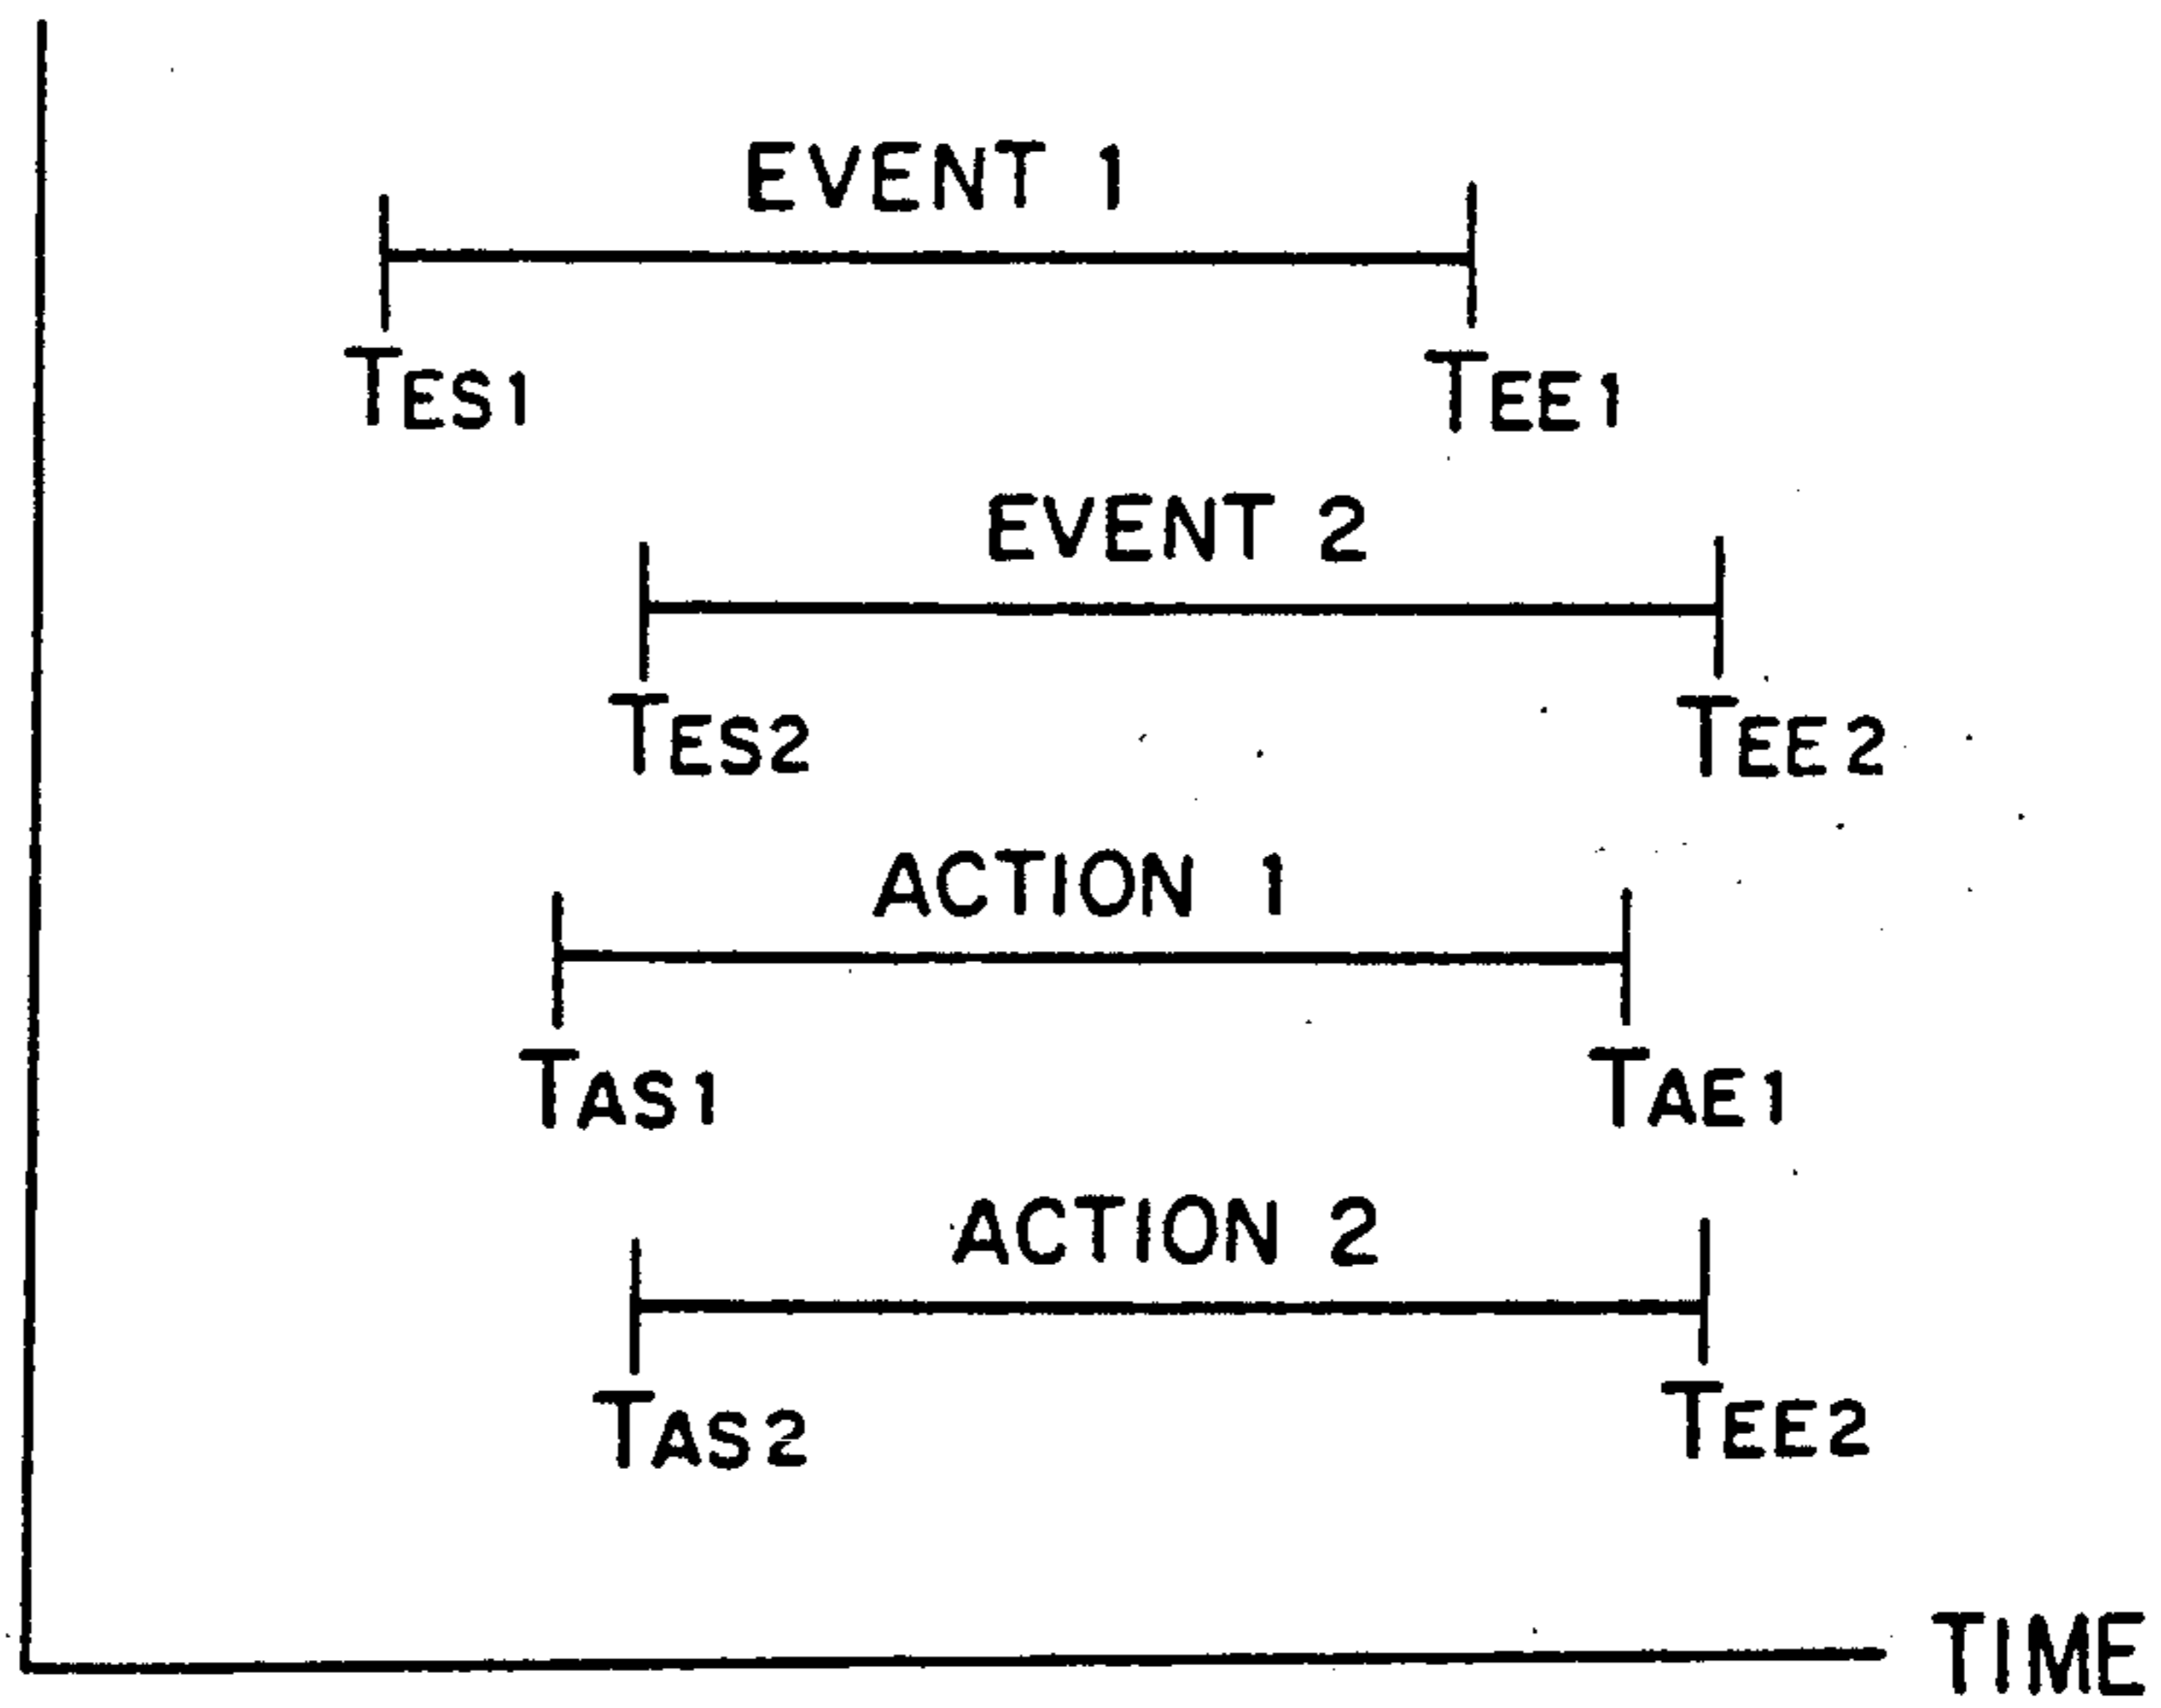 EVENT 1
TES1 TEE1
EVENT 2
TES2 TEE2
ACTION 1
TAS1 TAE1
ACTION 2
TAS2 TEE2
TIME